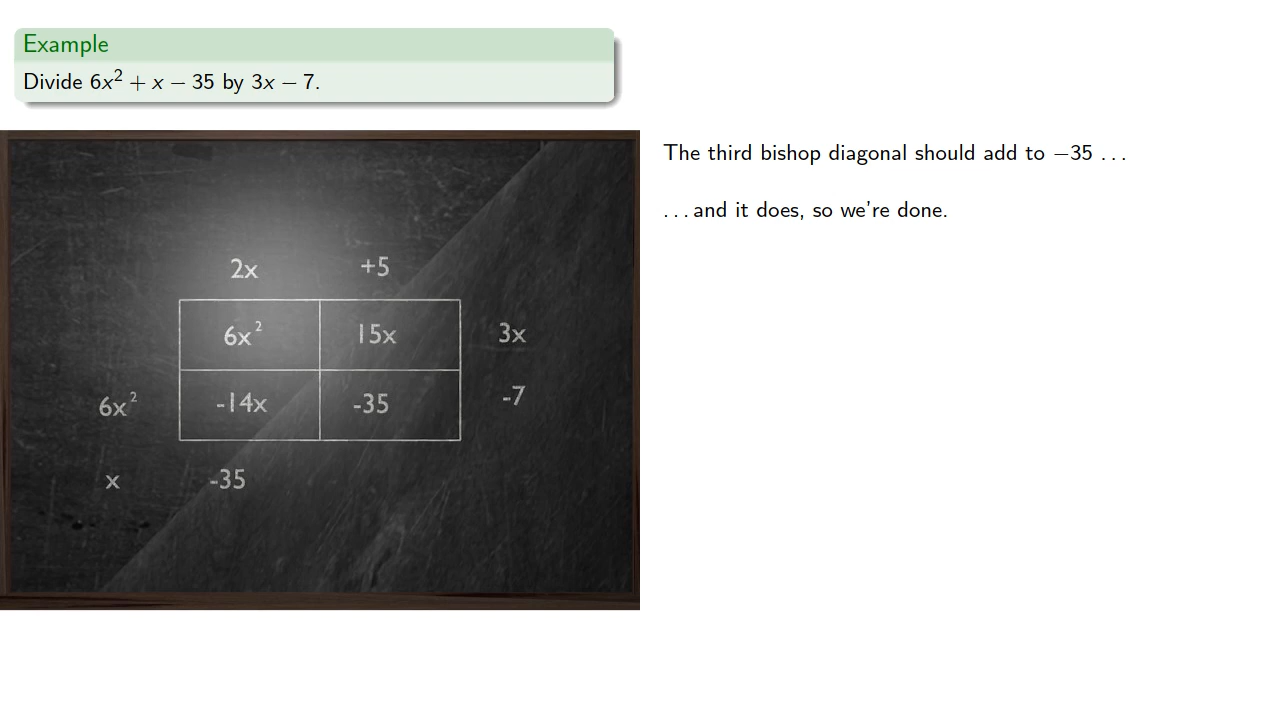 Example
Divide 6x² + x − 35 by 3x − 7.
The third bishop diagonal should add to −35 ...
... and it does, so we're done.
2x +5
6x² 15x 3x
6x² -14x -35 -7
x -35